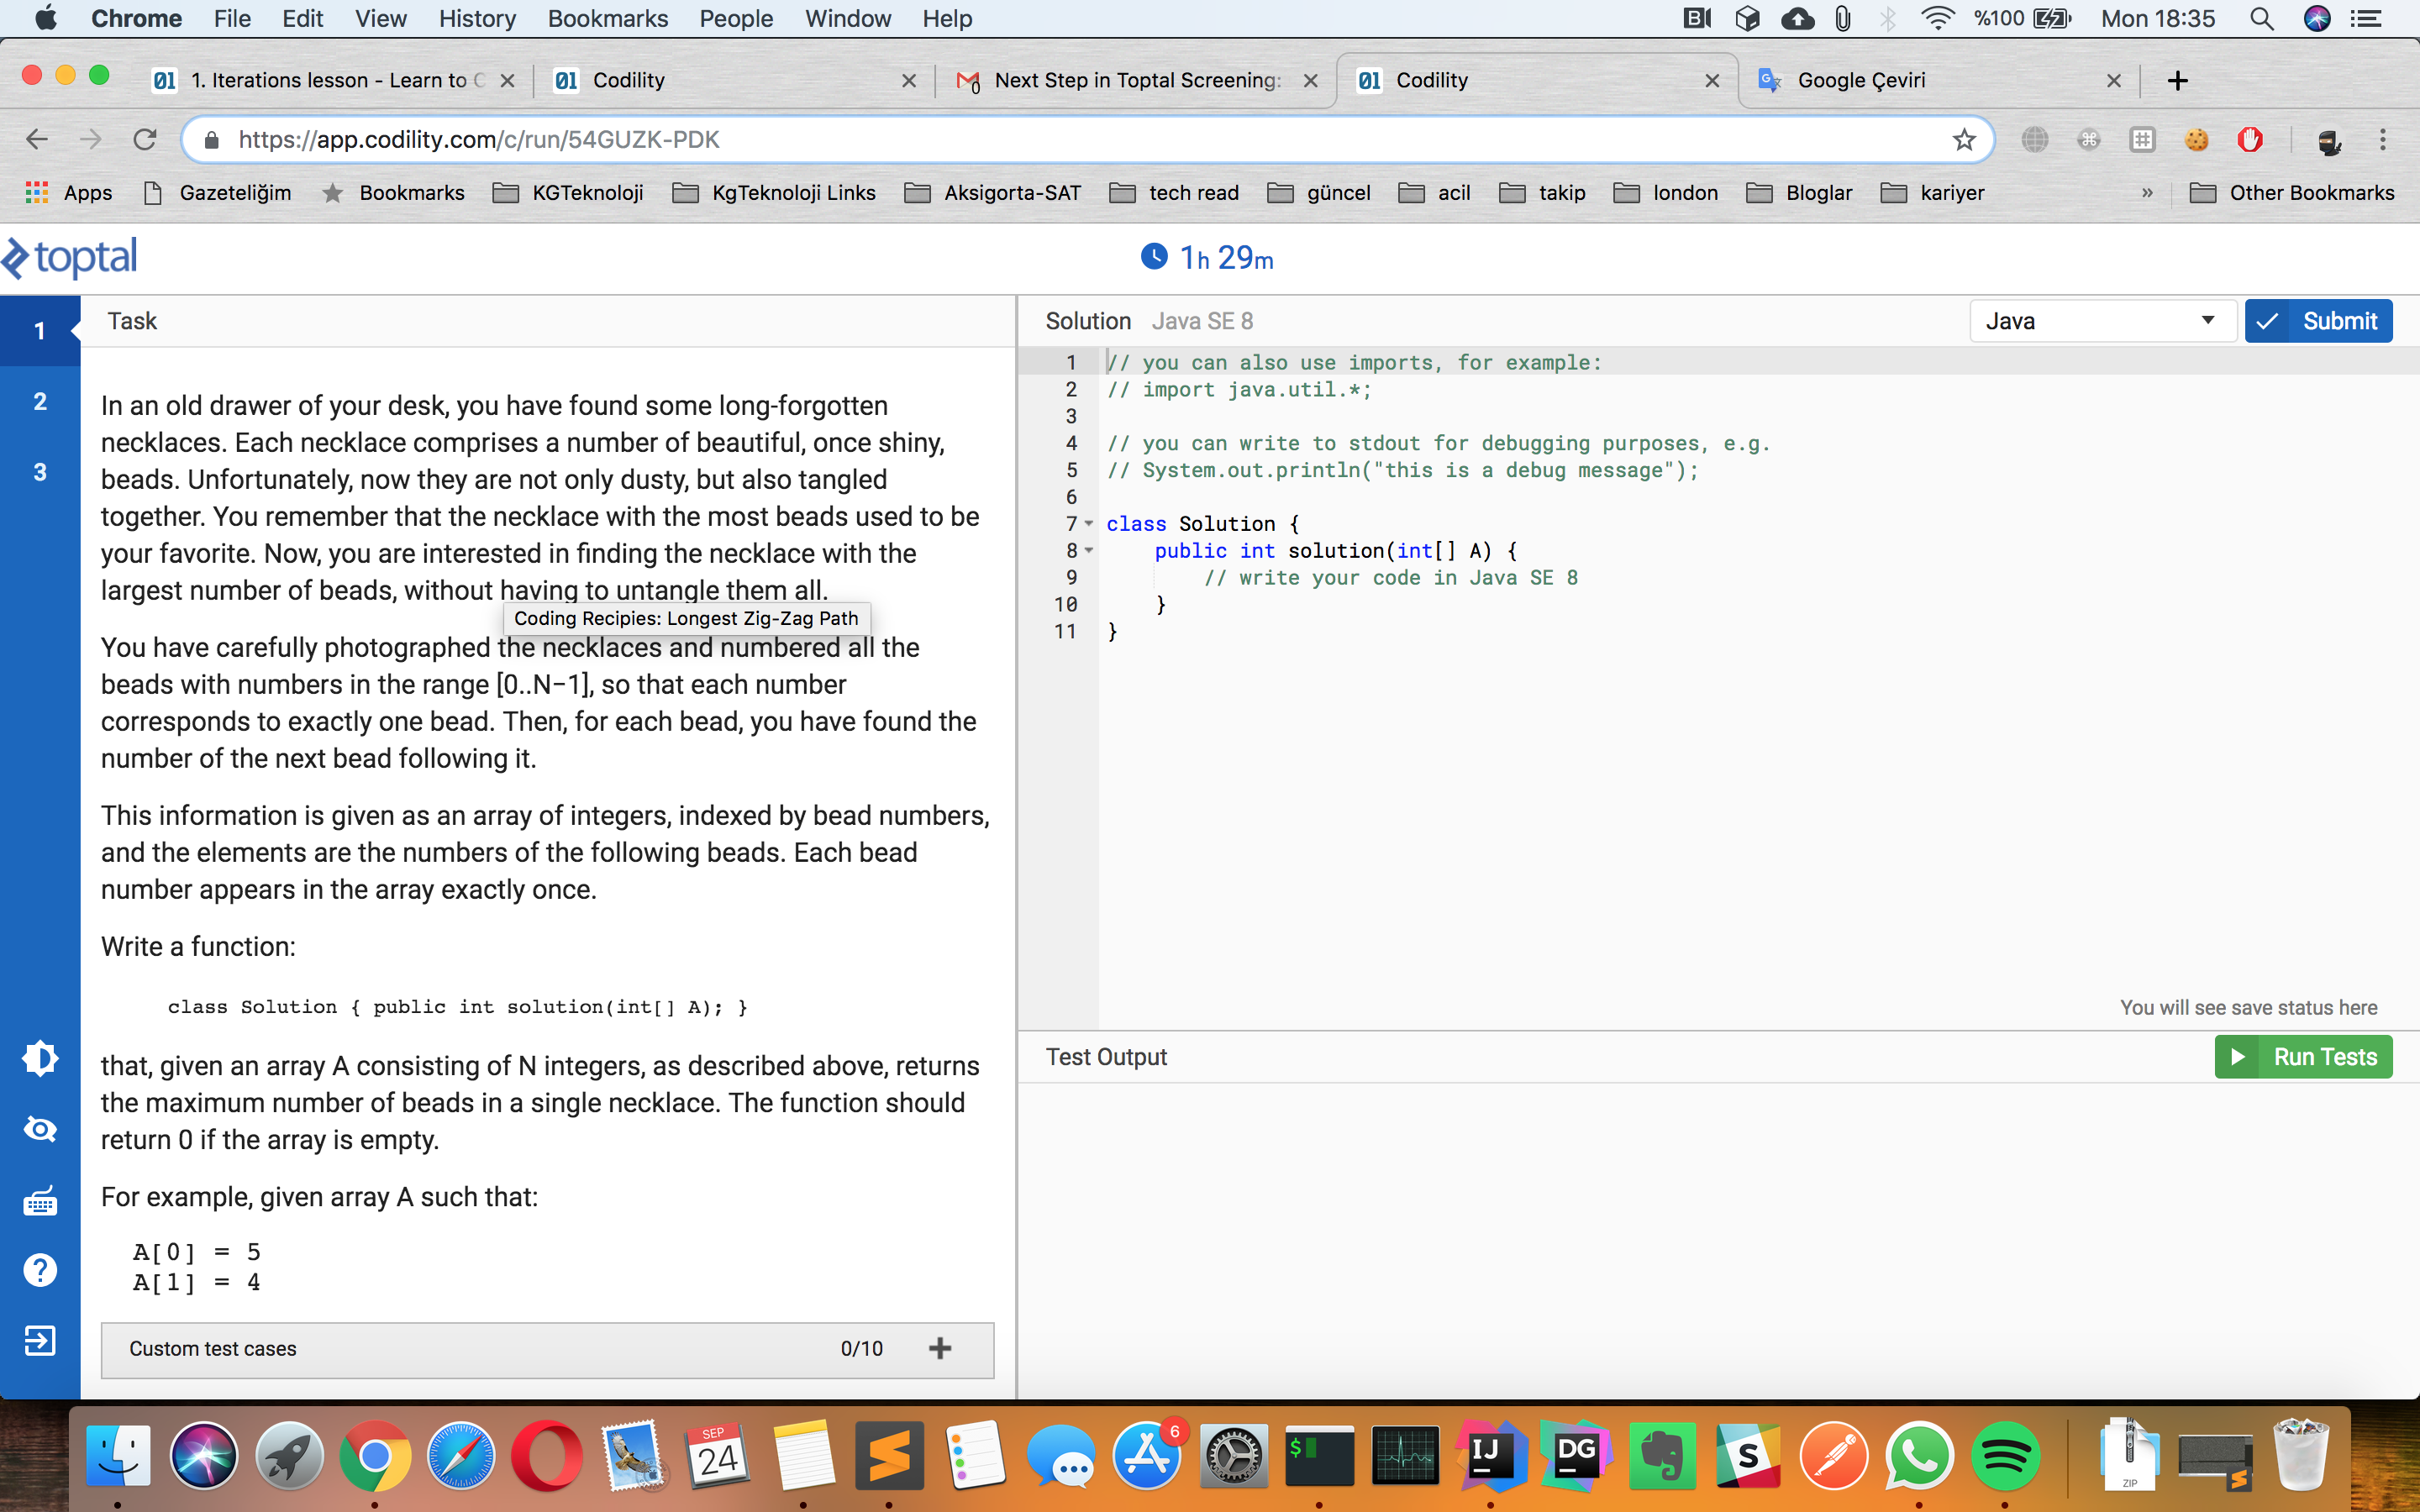 Chrome File Edit View History Bookmarks People Window Help %100 Mon 18:35
1. Iterations lesson - Learn to C Codility Next Step in Toptal Screening: Codility Google Çeviri
https://app.codility.com/c/run/54GUZK-PDK
Apps Gazeteliğim Bookmarks KGTeknoloji KgTeknoloji Links Aksigorta-SAT tech read güncel acil takip london Bloglar kariyer » Other Bookmarks
toptal 1h 29m
1
2
3
Task
In an old drawer of your desk, you have found some long-forgotten
necklaces. Each necklace comprises a number of beautiful, once shiny,
beads. Unfortunately, now they are not only dusty, but also tangled
together. You remember that the necklace with the most beads used to be
your favorite. Now, you are interested in finding the necklace with the
largest number of beads, without having to untangle them all.
Coding Recipies: Longest Zig-Zag Path
You have carefully photographed the necklaces and numbered all the
beads with numbers in the range [0..N−1], so that each number
corresponds to exactly one bead. Then, for each bead, you have found the
number of the next bead following it.
This information is given as an array of integers, indexed by bead numbers,
and the elements are the numbers of the following beads. Each bead
number appears in the array exactly once.
Write a function:
class Solution { public int solution(int[] A); }
that, given an array A consisting of N integers, as described above, returns
the maximum number of beads in a single necklace. The function should
return 0 if the array is empty.
For example, given array A such that:
A[0] = 5
A[1] = 4
Custom test cases 0/10 +
Solution Java SE 8 Java Submit
1 // you can also use imports, for example:
2 // import java.util.*;
3
4 // you can write to stdout for debugging purposes, e.g.
5 // System.out.println("this is a debug message");
6
7 class Solution {
8 public int solution(int[] A) {
9 // write your code in Java SE 8
10 }
11 }
You will see save status here
Test Output Run Tests
SEP
24
6
$
IJ
DG
S
ZIP